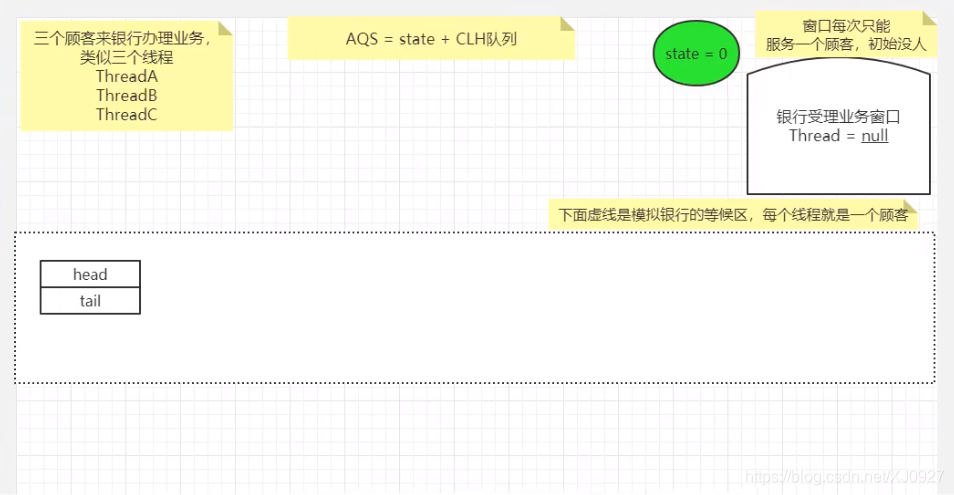 三个顾客来银行办理业务，
类似三个线程
ThreadA
ThreadB
ThreadC
AQS = state + CLH队列
state = 0
窗口每次只能
服务一个顾客，初始没人
银行受理业务窗口
Thread = null
下面虚线是模拟银行的等候区，每个线程就是一个顾客
head
tail
https://blog.csdn.net/XJ0927